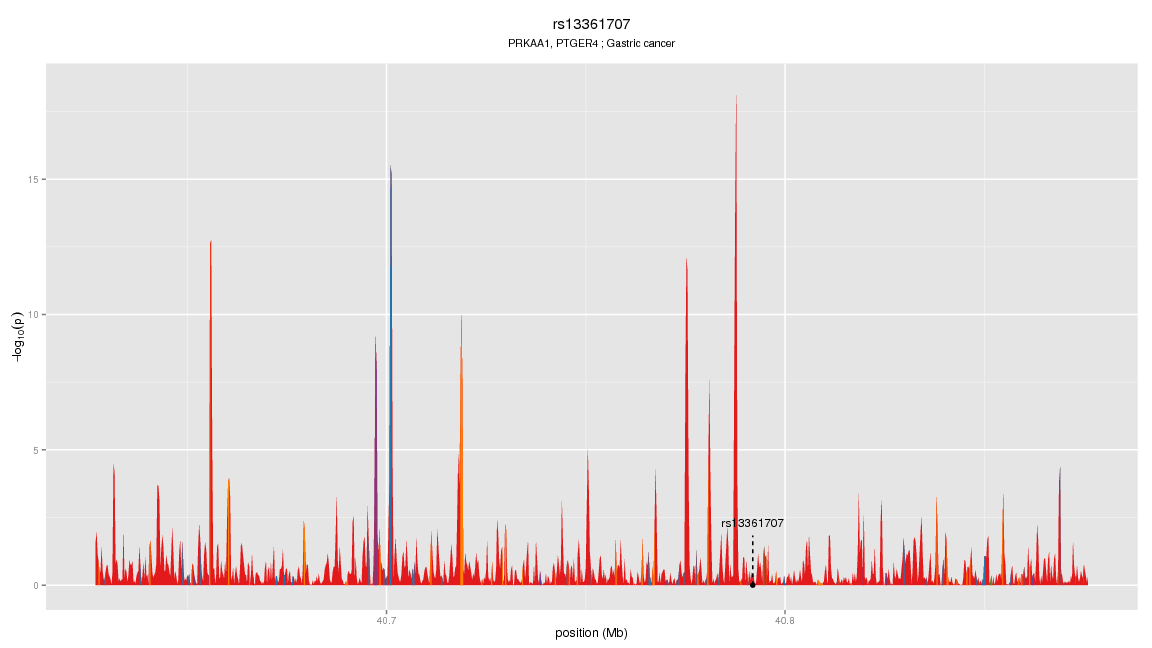 rs13361707
PRKAA1, PTGER4 ; Gastric cancer
−log10(p)
15
10
5
0
rs13361707
40.7
40.8
position (Mb)